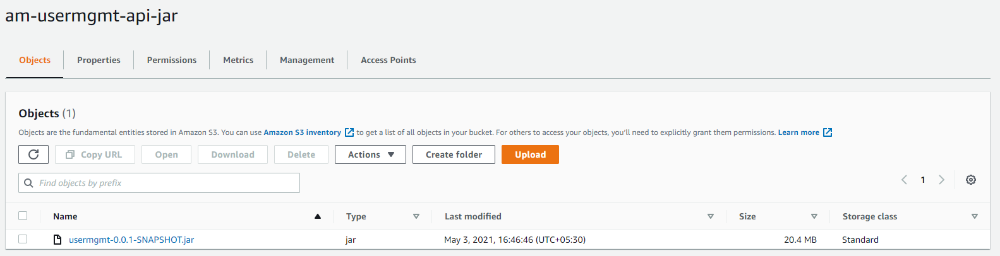 am-usermgmt-api-jar
Objects Properties Permissions Metrics Management Access Points
Objects (1)
Objects are the fundamental entities stored in Amazon S3. You can use Amazon S3 inventory to get a list of all objects in your bucket. For others to access your objects, you'll need to explicitly grant them permissions. Learn more
Copy URL Open Download Delete Actions Create folder Upload
Find objects by prefix 1
Name Type Last modified Size Storage class
usermgmt-0.0.1-SNAPSHOT.jar jar May 3, 2021, 16:46:46 (UTC+05:30) 20.4 MB Standard